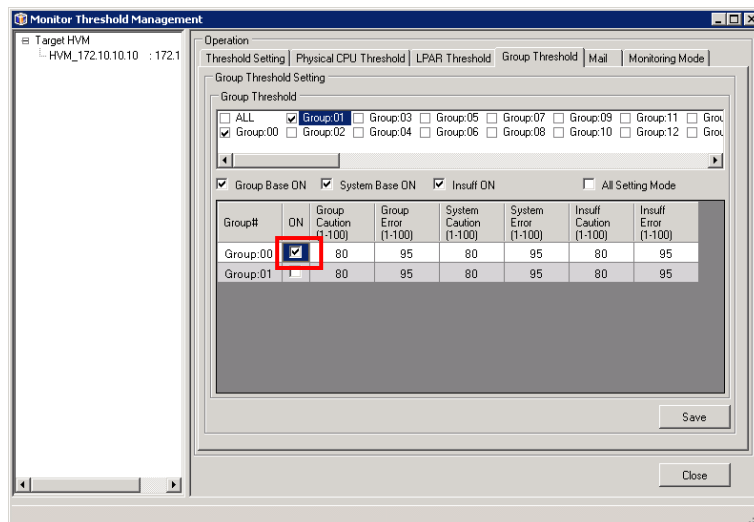 Monitor Threshold Management
Target HVM
HVM_172.10.10.10 : 172.1
Operation
Threshold Setting Physical CPU Threshold LPAR Threshold Group Threshold Mail Monitoring Mode
Group Threshold Setting
Group Threshold
ALL Group:01 Group:03 Group:05 Group:07 Group:09 Group:11 Grou
Group:00 Group:02 Group:04 Group:06 Group:08 Group:10 Group:12 Grou
Group Base ON System Base ON Insuff ON All Setting Mode
Group# ON Group Caution (1-100) Group Error (1-100) System Caution (1-100) System Error (1-100) Insuff Caution (1-100) Insuff Error (1-100)
Group:00 80 95 80 95 80 95
Group:01 80 95 80 95 80 95
Save
Close